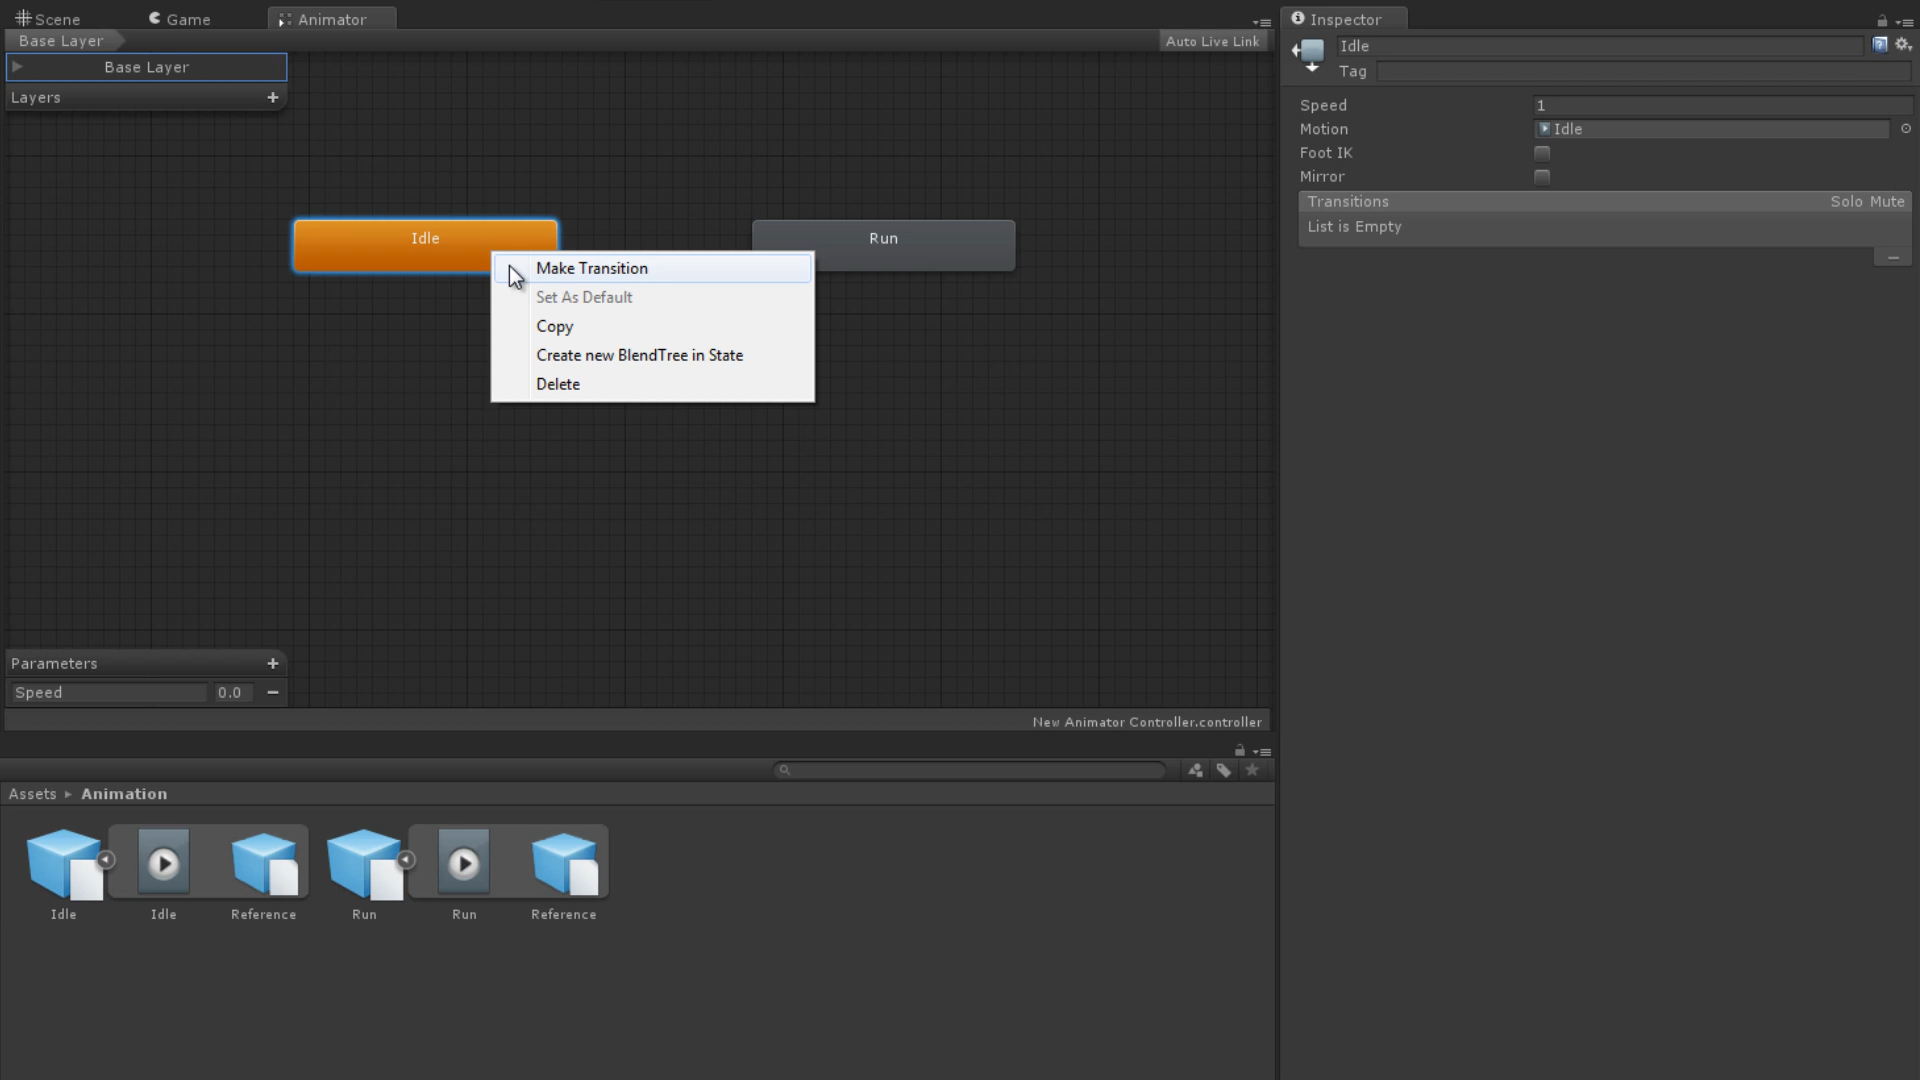 Scene
Game
Animator
Inspector
Base Layer
Auto Live Link
Idle
Base Layer
Tag
Layers
Speed 1
Motion Idle
Foot IK
Mirror
Transitions Solo Mute
List is Empty
Idle
Run
Make Transition
Set As Default
Copy
Create new BlendTree in State
Delete
Parameters
Speed 0.0
New Animator Controller.controller
Assets Animation
Idle
Idle
Reference
Run
Run
Reference